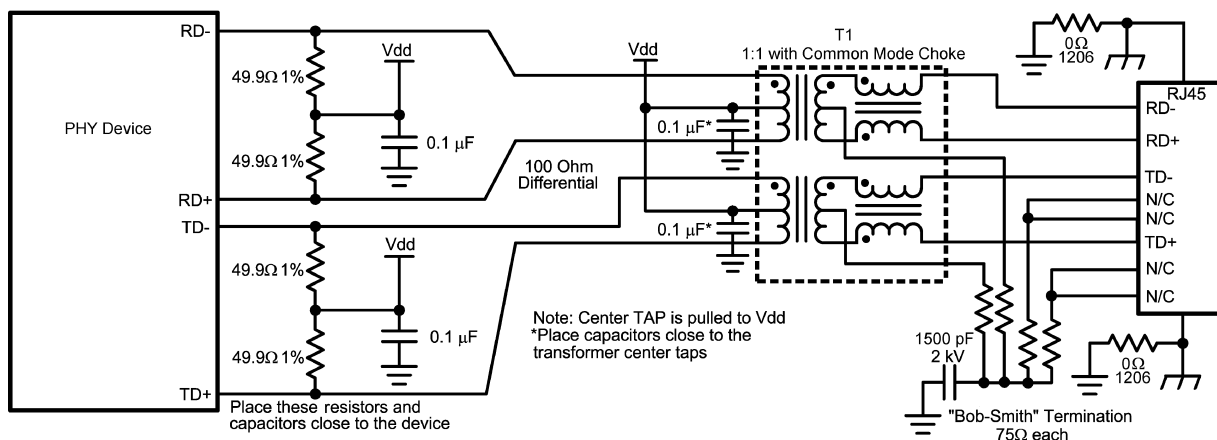 PHY Device
RD-
RD+
TD-
TD+
49.9Ω 1%
49.9Ω 1%
Vdd
0.1 µF
49.9Ω 1%
49.9Ω 1%
Vdd
0.1 µF
Place these resistors and
capacitors close to the device
100 Ohm
Differential
Vdd
0.1 µF*
0.1 µF*
Note: Center TAP is pulled to Vdd
*Place capacitors close to the
transformer center taps
T1
1:1 with Common Mode Choke
0Ω
1206
RJ45
RD-
RD+
TD-
N/C
N/C
TD+
N/C
N/C
0Ω
1206
1500 pF
2 kV
"Bob-Smith" Termination
75Ω each